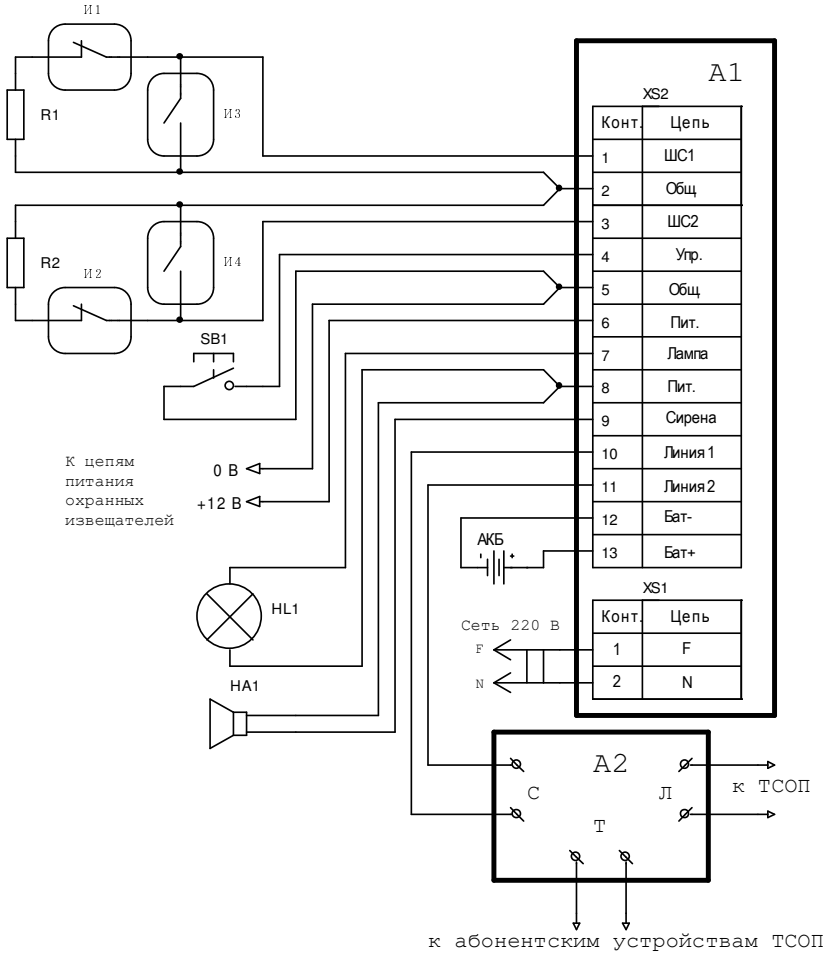 И1
А1
XS2
Конт. Цепь
R1
И3
1 ШС1
2 Общ
3 ШС2
4 Упр.
R2
И4
И2
5 Общ
6 Пит.
SB1
7 Лампа
8 Пит.
9 Сирена
10 Линия 1
К цепям
питания
охранных
извещателей
0 В
+12 В
11 Линия 2
12 Бат-
АКБ
- +
13 Бат+
XS1
HL1
Сеть 220 В
Конт. Цепь
F
1 F
N
2 N
HA1
А2
С
Л
к ТСОП
Т
к абонентским устройствам ТСОП